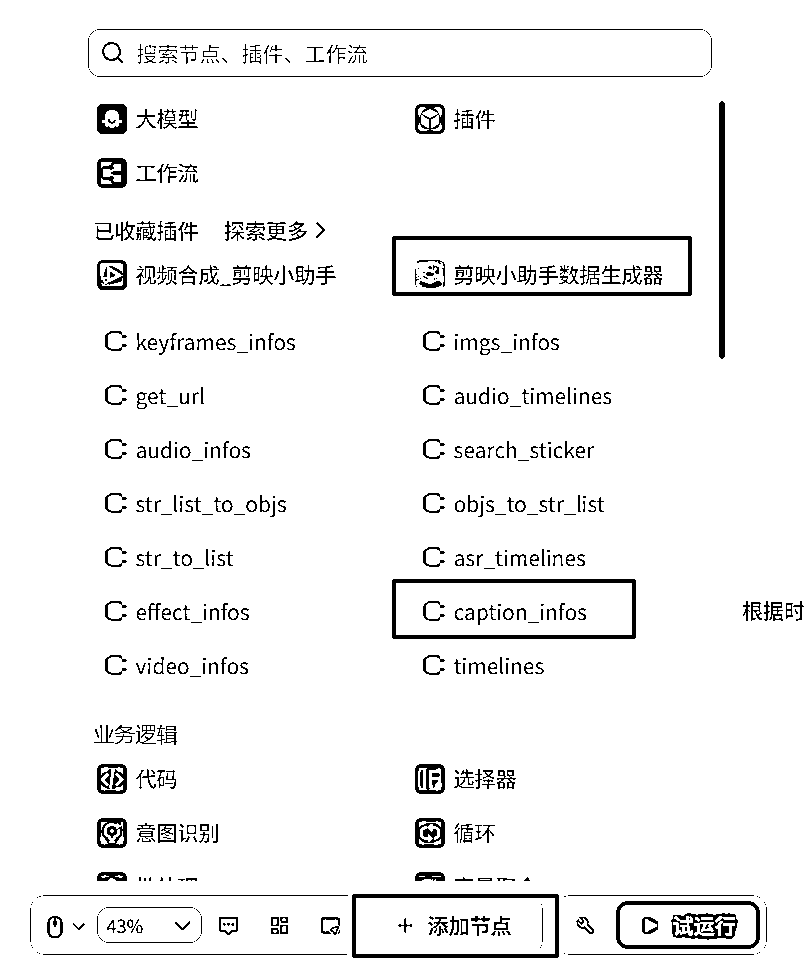 搜索节点、插件、工作流
大模型 插件
工作流
已收藏插件 探索更多
视频合成_剪映小助手 剪映小助手数据生成器
keyframes_infos imgs_infos
get_url audio_timelines
audio_infos search_sticker
str_list_to_objs objs_to_str_list
str_to_list asr_timelines
effect_infos caption_infos 根据时
video_infos timelines
业务逻辑
代码 选择器
意图识别 循环
43% 添加节点 试运行